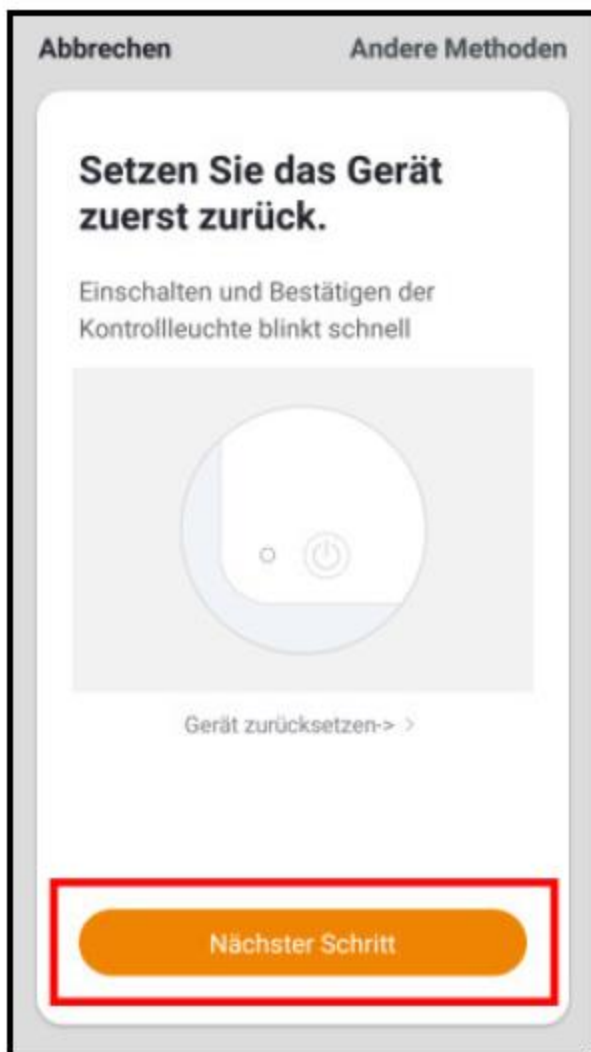 Abbrechen Andere Methoden
Setzen Sie das Gerät
zuerst zurück.
Einschalten und Bestätigen der
Kontrollleuchte blinkt schnell
Gerät zurücksetzen-> >
Nächster Schritt